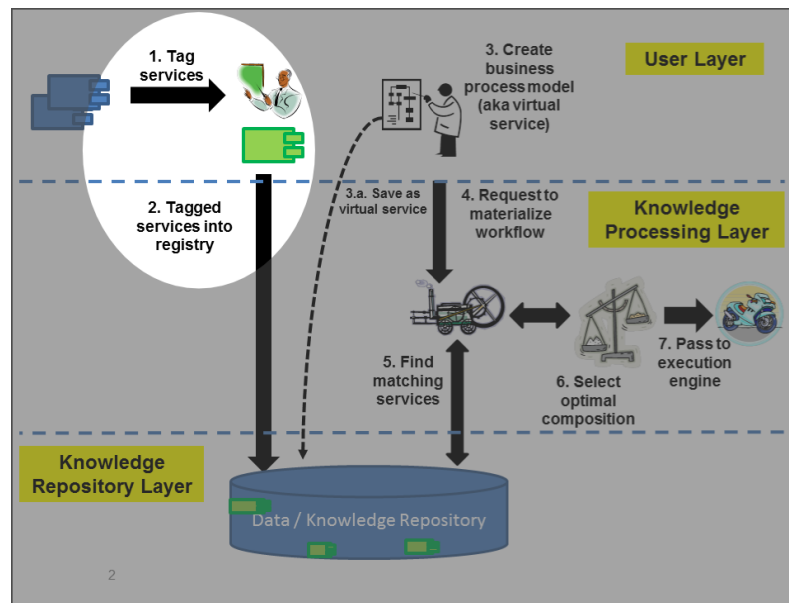 1. Tag
services
3. Create
business
process model
(aka virtual
service)
User Layer
2. Tagged
services into
registry
3.a. Save as
virtual service
4. Request to
materialize
workflow
Knowledge
Processing Layer
5. Find
matching
services
6. Select
optimal
composition
7. Pass to
execution
engine
Knowledge
Repository Layer
Data / Knowledge Repository
2